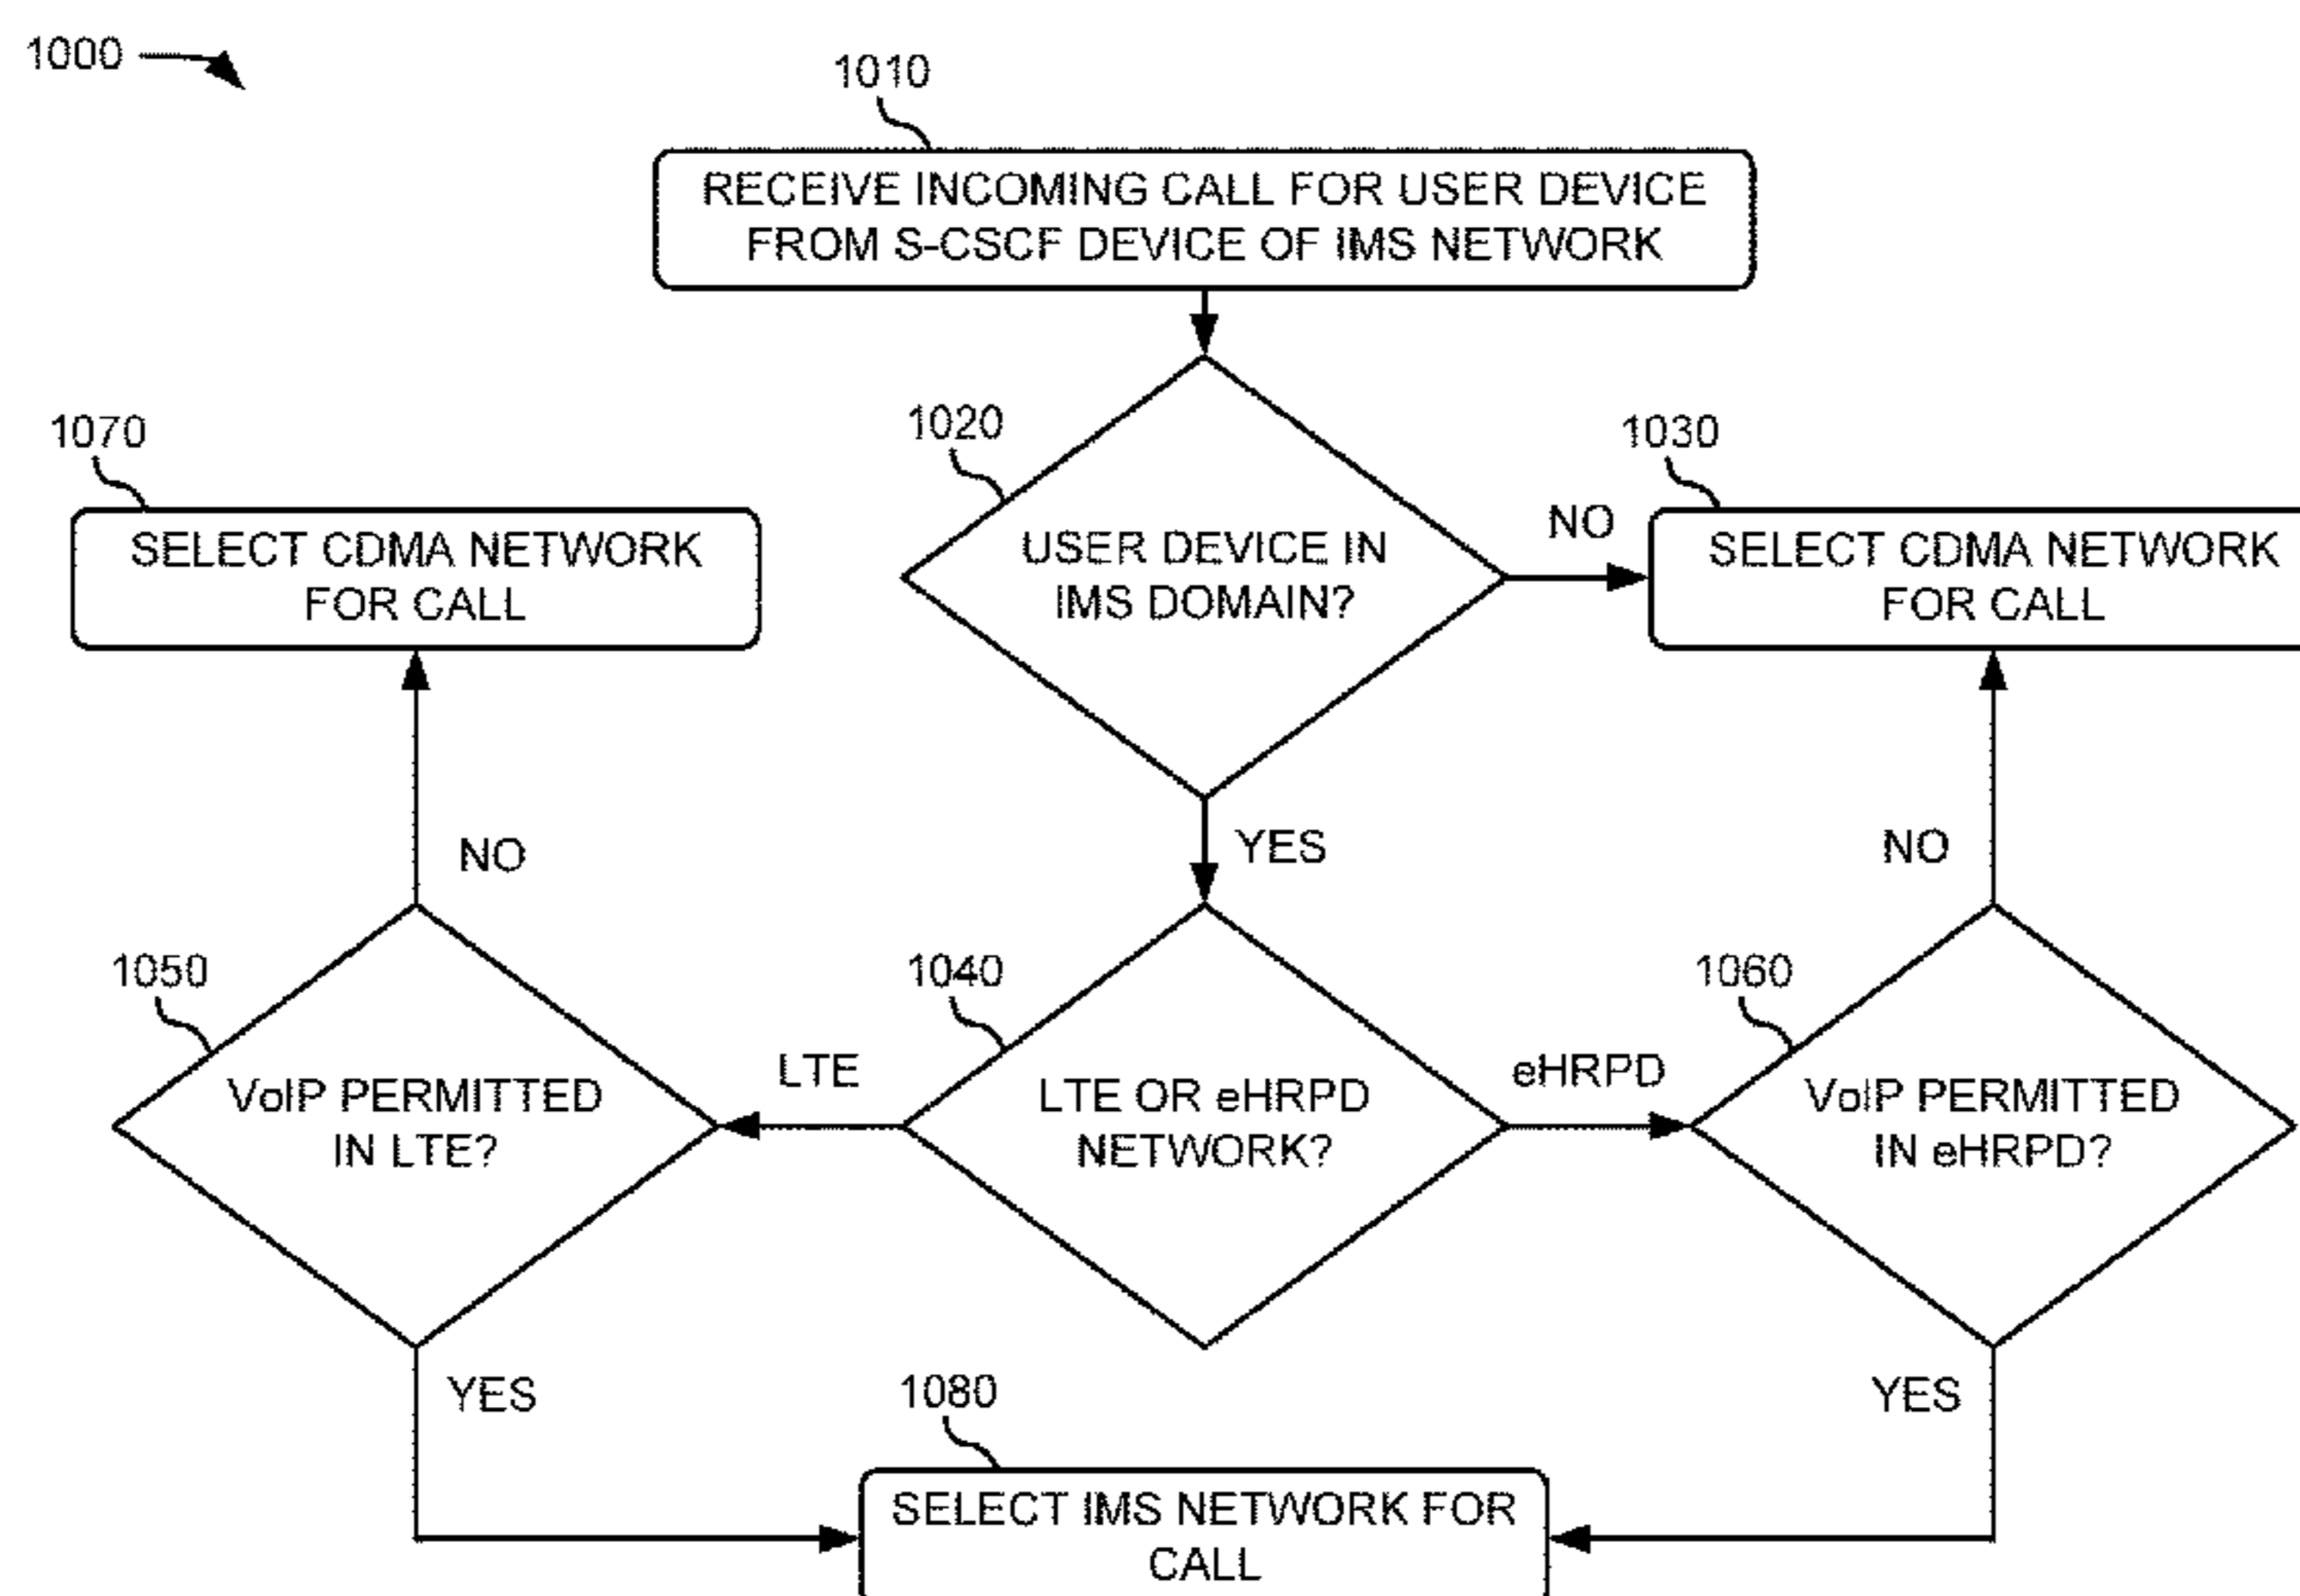 1000
1010
RECEIVE INCOMING CALL FOR USER DEVICE
FROM S-CSCF DEVICE OF IMS NETWORK
1020
USER DEVICE IN
IMS DOMAIN?
NO
1030
SELECT CDMA NETWORK
FOR CALL
1070
SELECT CDMA NETWORK
FOR CALL
YES
NO
NO
1050
VoIP PERMITTED
IN LTE?
LTE
1040
LTE OR eHRPD
NETWORK?
eHRPD
1060
VoIP PERMITTED
IN eHRPD?
YES
YES
1080
SELECT IMS NETWORK FOR
CALL